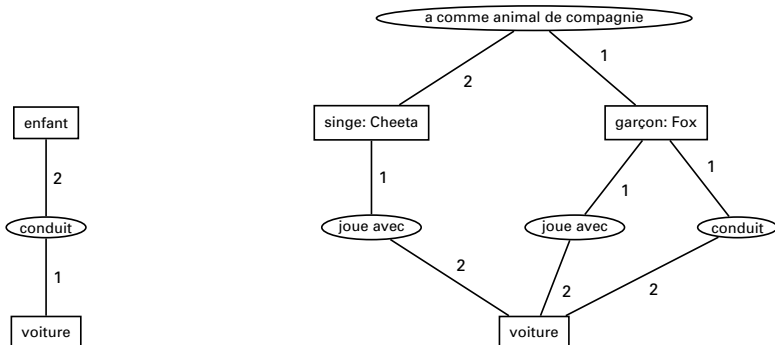 a comme animal de compagnie
2
1
enfant
singe: Cheeta
garçon: Fox
2
1
1
1
conduit
joue avec
joue avec
conduit
1
2
2
2
voiture
voiture